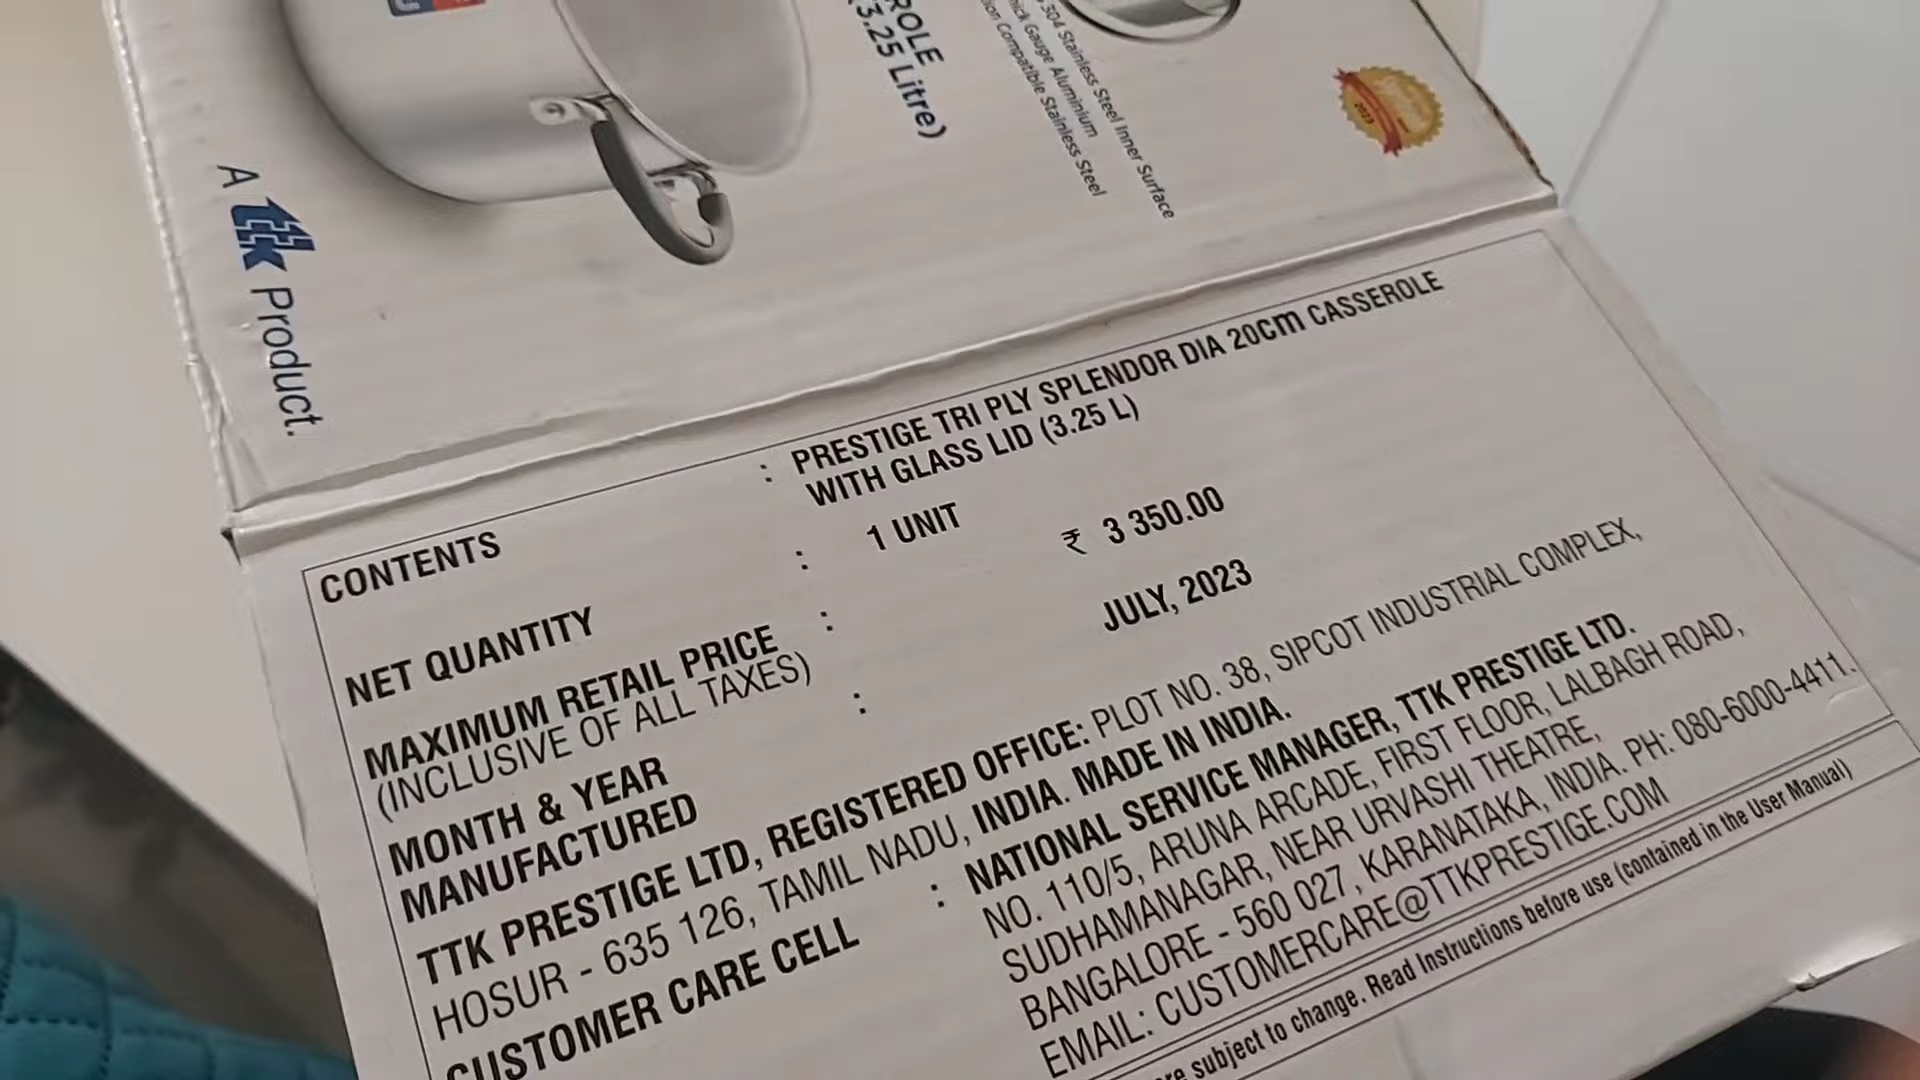 ROLE
(3.25 Litre)
304 Stainless Steel Inner Surface
Thick Gauge Aluminium
Compatible Stainless Steel
2023
A ttk Product.
CONTENTS : PRESTIGE TRI PLY SPLENDOR DIA 20cm CASSEROLE
WITH GLASS LID (3.25 L)
NET QUANTITY : 1 UNIT
MAXIMUM RETAIL PRICE : ₹ 3 350.00
(INCLUSIVE OF ALL TAXES)
MONTH & YEAR : JULY, 2023
MANUFACTURED
TTK PRESTIGE LTD, REGISTERED OFFICE: PLOT NO. 38, SIPCOT INDUSTRIAL COMPLEX,
HOSUR - 635 126, TAMIL NADU, INDIA. MADE IN INDIA.
CUSTOMER CARE CELL : NATIONAL SERVICE MANAGER, TTK PRESTIGE LTD.
NO. 110/5, ARUNA ARCADE, FIRST FLOOR, LALBAGH ROAD,
SUDHAMANAGAR, NEAR URVASHI THEATRE,
BANGALORE - 560 027, KARANATAKA, INDIA. PH: 080-6000-4411.
EMAIL: CUSTOMERCARE@TTKPRESTIGE.COM
subject to change. Read Instructions before use (contained in the User Manual)